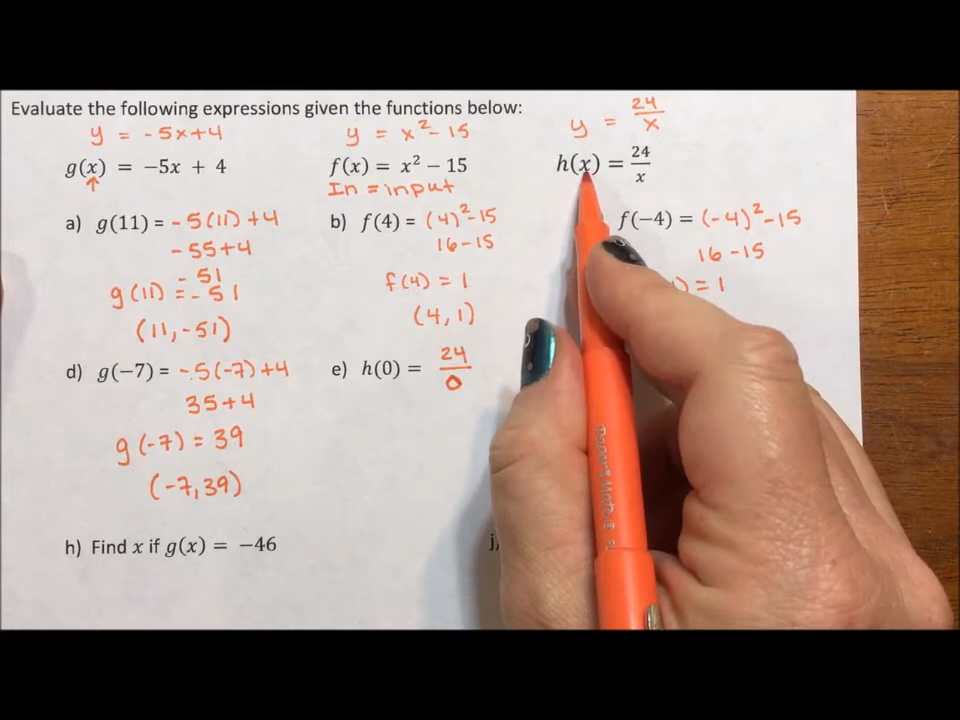 Evaluate the following expressions given the functions below:
y = -5x+4
y = x² - 15
y = 24/x
g(x) = −5x + 4
f(x) = x² − 15
h(x) = 24/x
In = input
a) g(11) = -5(11)+4
-55+4
-51
g(11) = -51
(11,-51)
b) f(4) = (4)²-15
16-15
f(4) = 1
(4,1)
f(−4) = (-4)²-15
16-15
) = 1
d) g(−7) = -5(-7)+4
35+4
g(-7) = 39
(-7,39)
e) h(0) = 24/0
h) Find x if g(x) = −46
j,
Paper Mate